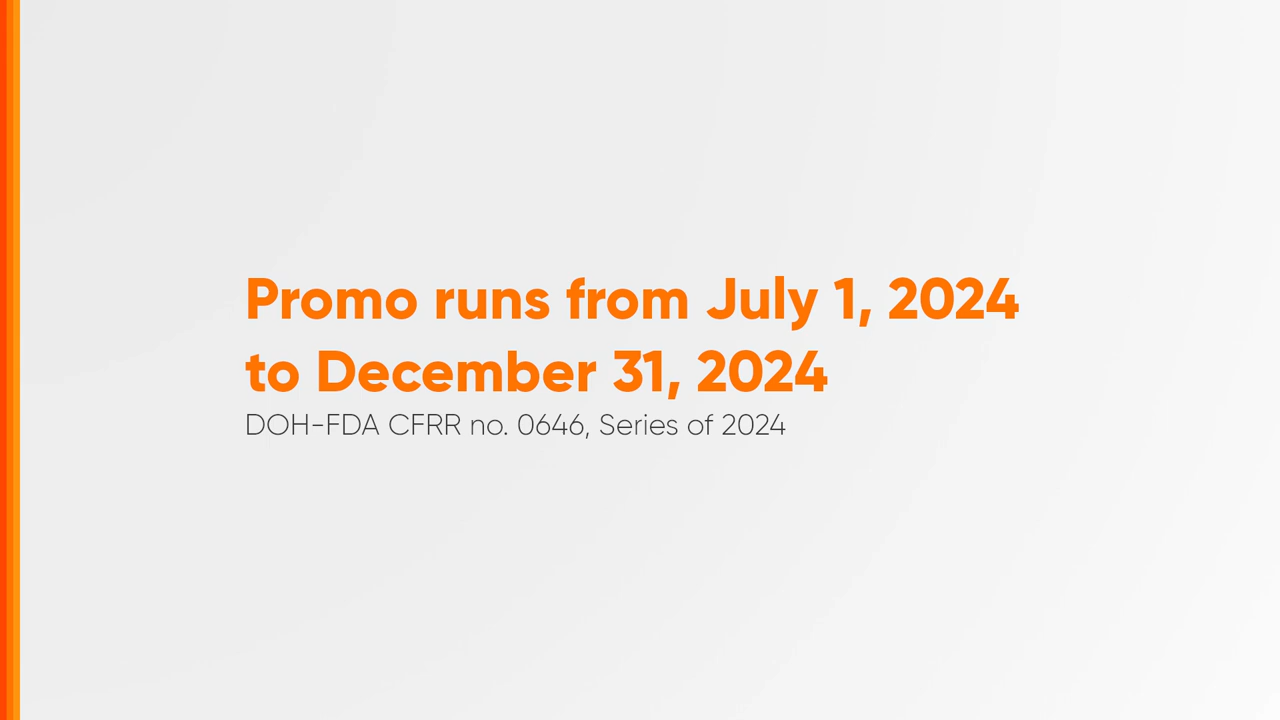 Promo runs from July 1, 2024
to December 31, 2024
DOH-FDA CFRR no. 0646, Series of 2024